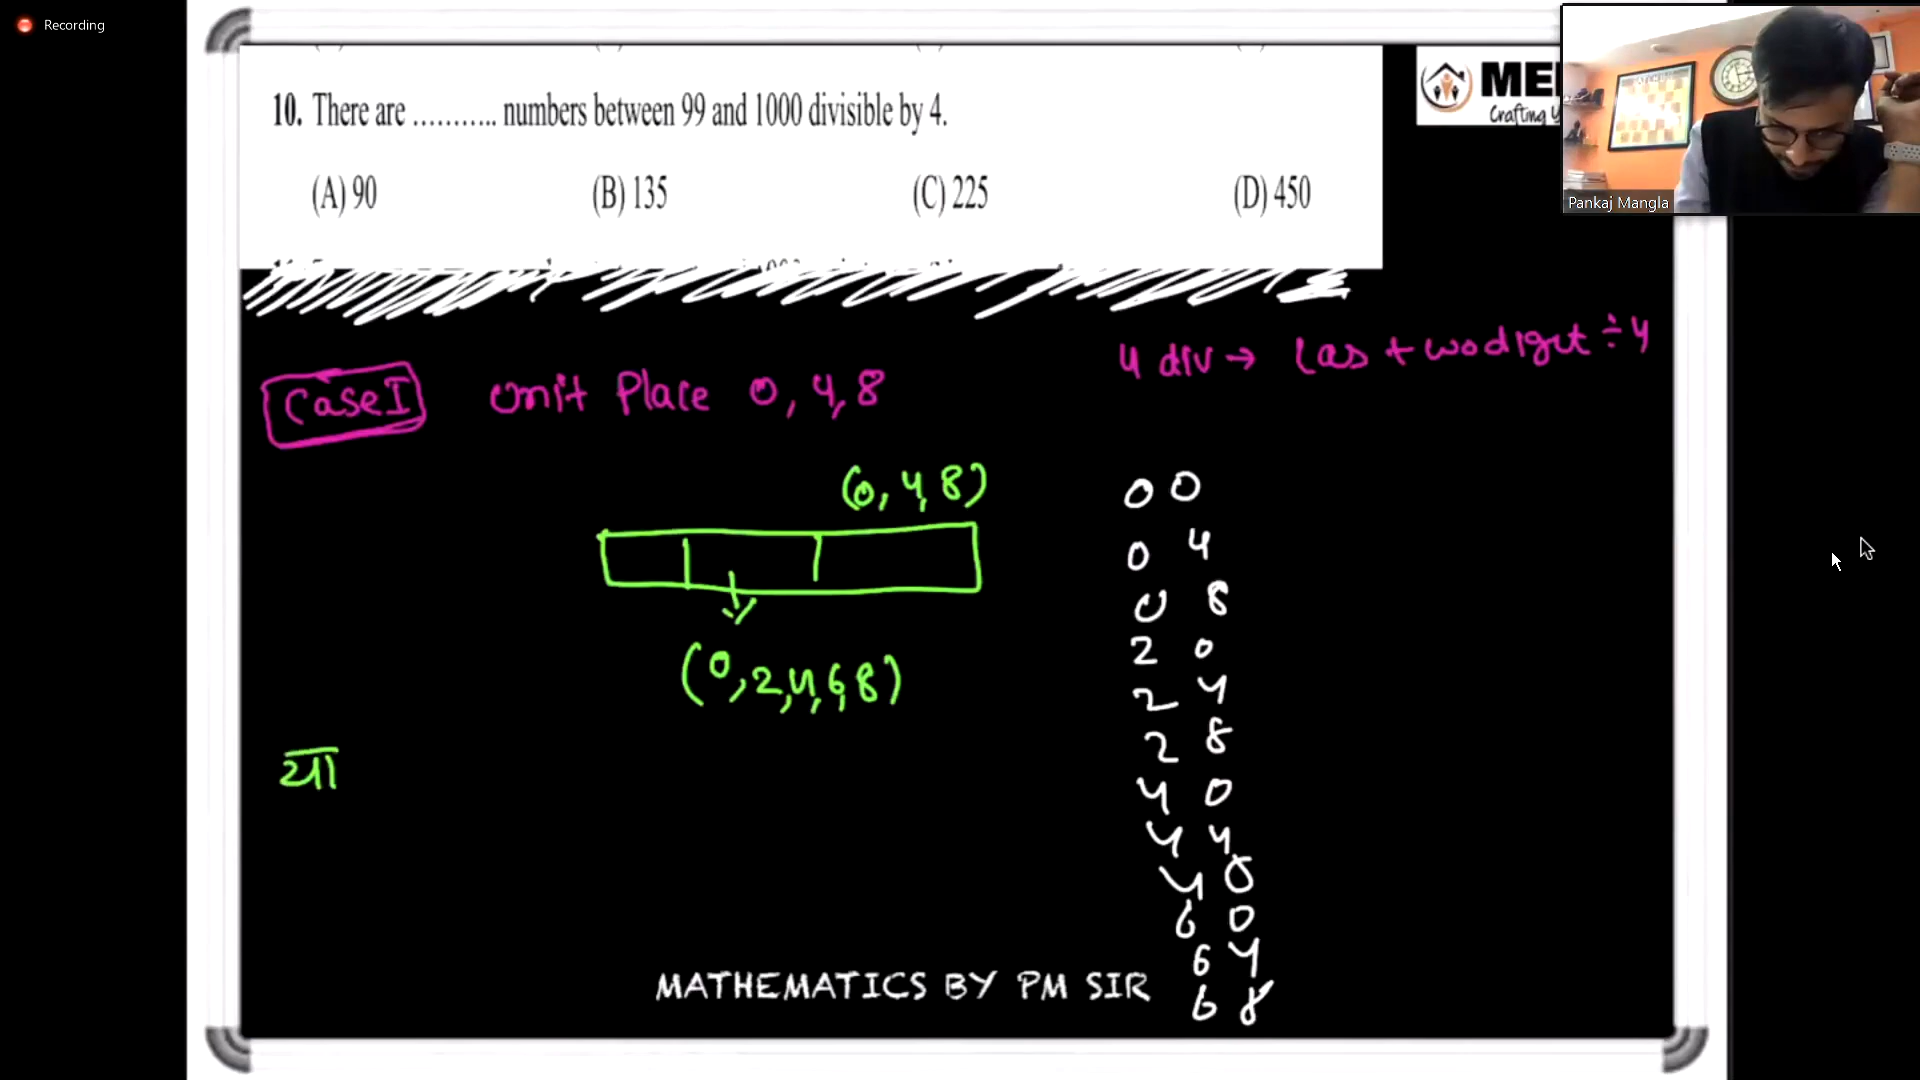 Recording
10. There are ........... numbers between 99 and 1000 divisible by 4.
(A) 90 (B) 135 (C) 225 (D) 450
Crafting
Pankaj Mangla
4 div → las + wo digit ÷ 4
Case I Unit Place 0, 4, 8
(0, 4, 8)
(0, 2, 4, 6, 8)
या
0 0
0 4
0 8
2 0
2 4
2 8
4 0
4 4
4 8
6 0
6 4
6 8
MATHEMATICS BY PM SIR